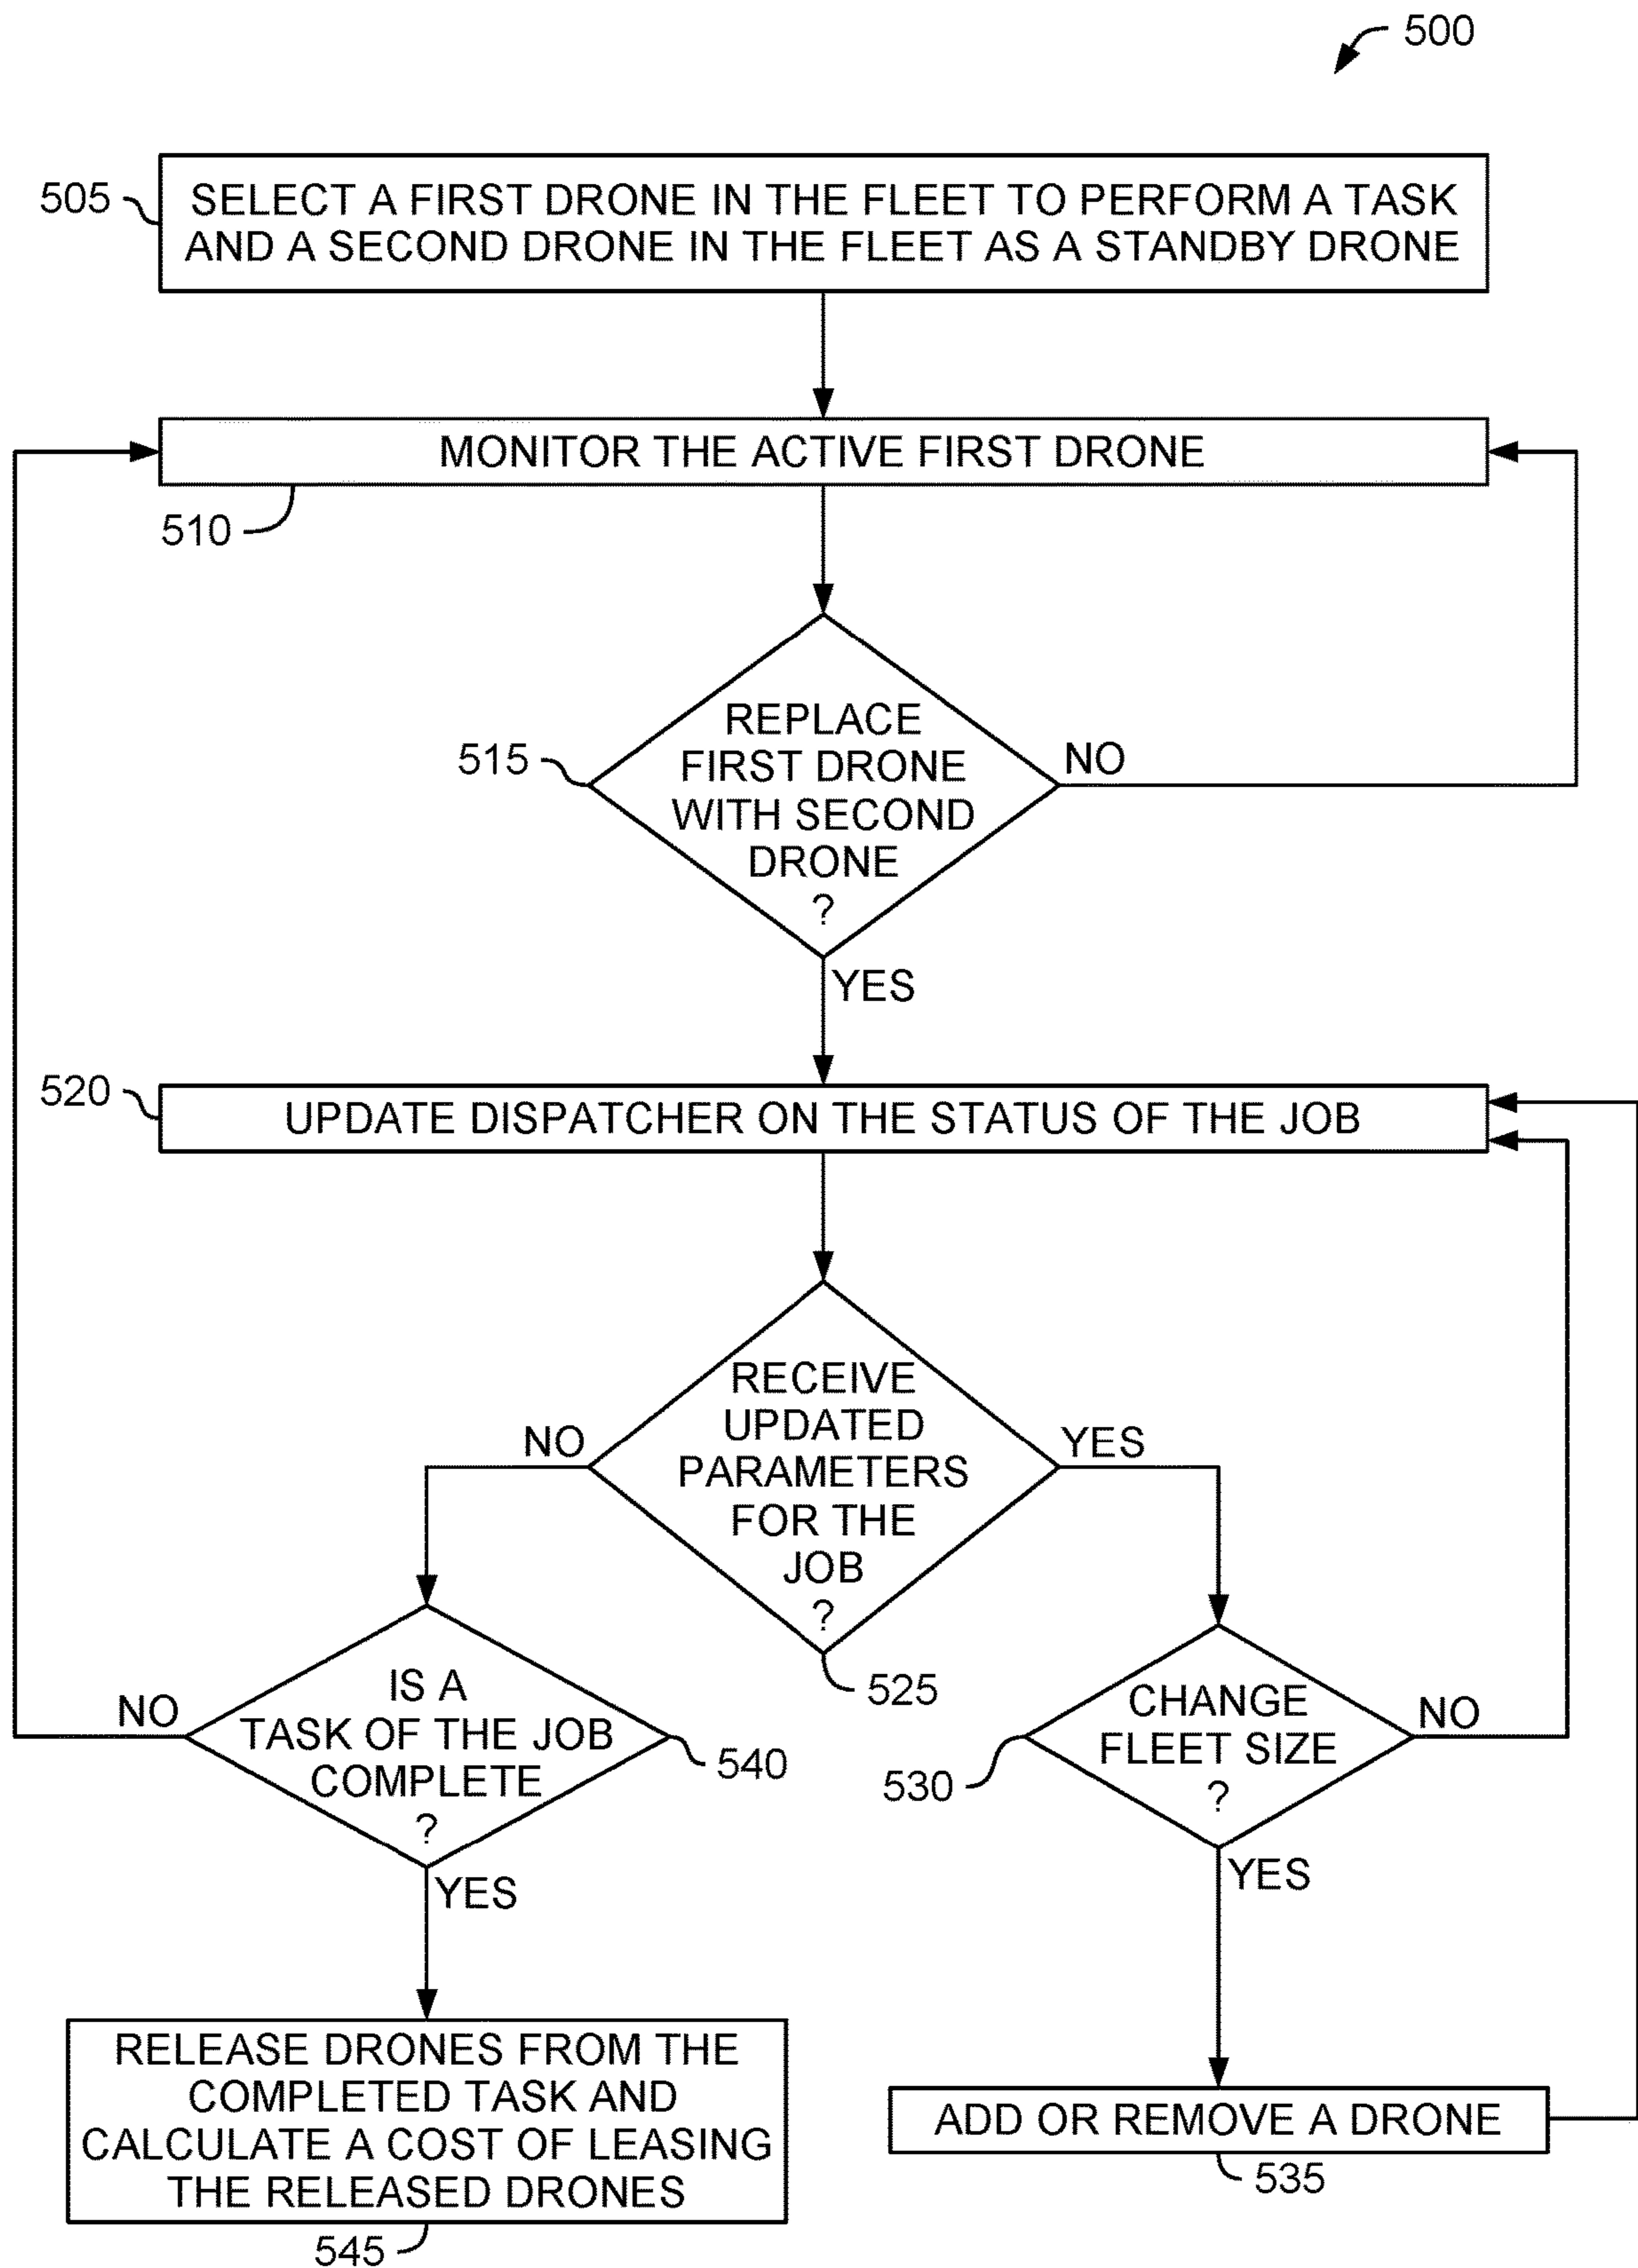 500
505
SELECT A FIRST DRONE IN THE FLEET TO PERFORM A TASK
AND A SECOND DRONE IN THE FLEET AS A STANDBY DRONE
MONITOR THE ACTIVE FIRST DRONE
510
REPLACE
FIRST DRONE
WITH SECOND
DRONE
?
515
NO
YES
520
UPDATE DISPATCHER ON THE STATUS OF THE JOB
RECEIVE
UPDATED
PARAMETERS
FOR THE
JOB
?
NO
YES
525
IS A
TASK OF THE JOB
COMPLETE
?
NO
540
YES
CHANGE
FLEET SIZE
?
530
NO
YES
RELEASE DRONES FROM THE
COMPLETED TASK AND
CALCULATE A COST OF LEASING
THE RELEASED DRONES
545
ADD OR REMOVE A DRONE
535